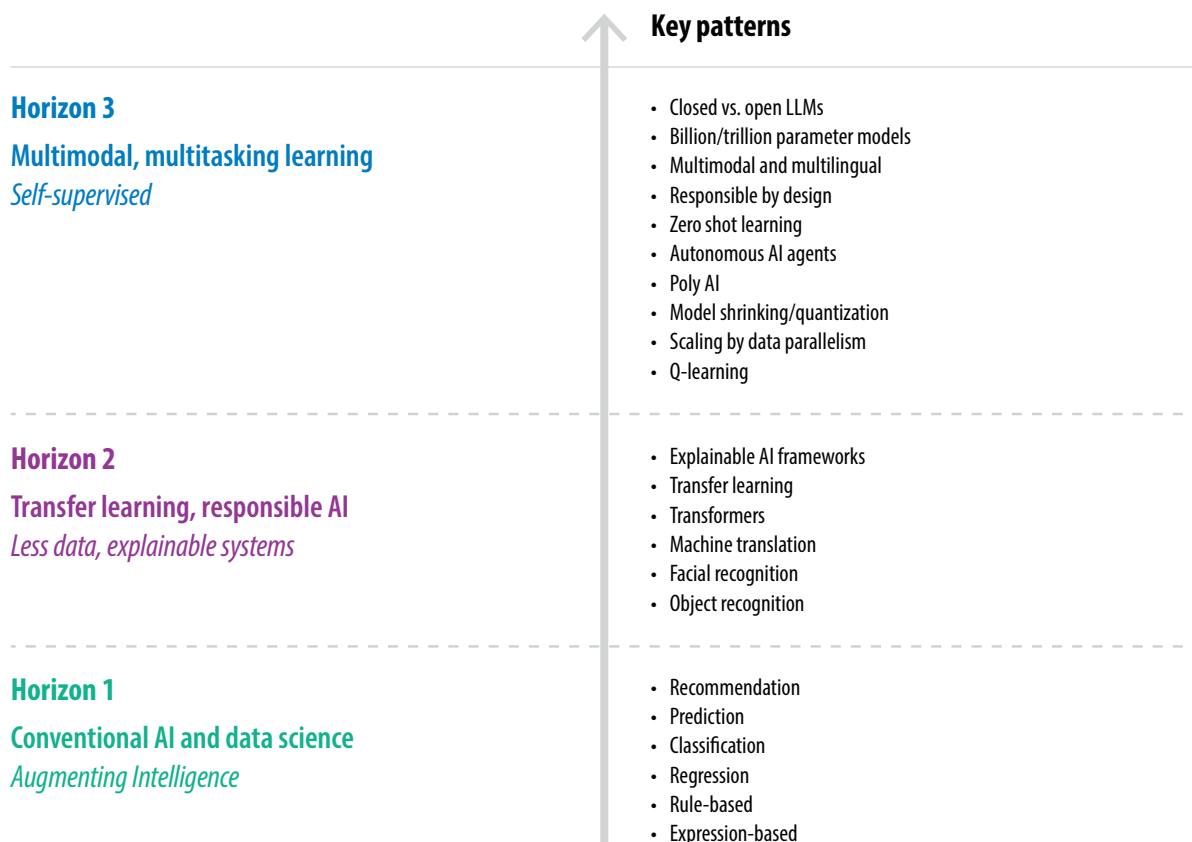 Key patterns
Horizon 3
Multimodal, multitasking learning
Self-supervised
• Closed vs. open LLMs
• Billion/trillion parameter models
• Multimodal and multilingual
• Responsible by design
• Zero shot learning
• Autonomous AI agents
• Poly AI
• Model shrinking/quantization
• Scaling by data parallelism
• Q-learning
Horizon 2
Transfer learning, responsible AI
Less data, explainable systems
• Explainable AI frameworks
• Transfer learning
• Transformers
• Machine translation
• Facial recognition
• Object recognition
Horizon 1
Conventional AI and data science
Augmenting Intelligence
• Recommendation
• Prediction
• Classification
• Regression
• Rule-based
• Expression-based